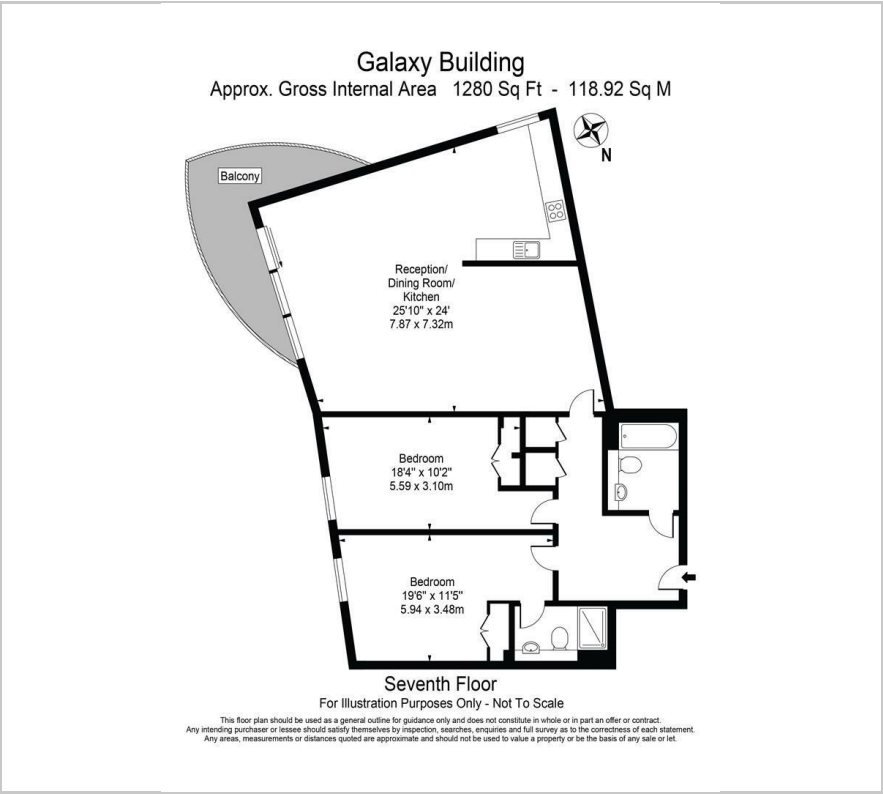 Galaxy Building
Approx. Gross Internal Area 1280 Sq Ft - 118.92 Sq M
N
Balcony
Reception/
Dining Room/
Kitchen
25'10" x 24'
7.87 x 7.32m
Bedroom
18'4" x 10'2"
5.59 x 3.10m
Bedroom
19'6" x 11'5"
5.94 x 3.48m
Seventh Floor
For Illustration Purposes Only - Not To Scale
This floor plan should be used as a general outline for guidance only and does not constitute in whole or in part an offer or contract.
Any intending purchaser or lessee should satisfy themselves by inspection, searches, enquiries and full survey as to the correctness of each statement.
Any areas, measurements or distances quoted are approximate and should not be used to value a property or be the basis of any sale or let.